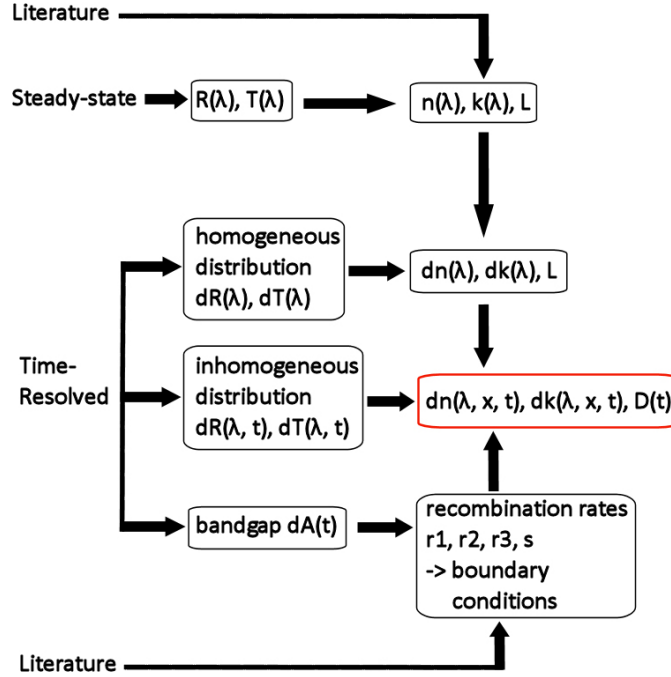 Literature
Steady-state
R(λ), T(λ)
n(λ), k(λ), L
homogeneous
distribution
dR(λ), dT(λ)
dn(λ), dk(λ), L
Time-
Resolved
inhomogeneous
distribution
dR(λ, t), dT(λ, t)
dn(λ, x, t), dk(λ, x, t), D(t)
bandgap dA(t)
recombination rates
r1, r2, r3, s
-> boundary
conditions
Literature